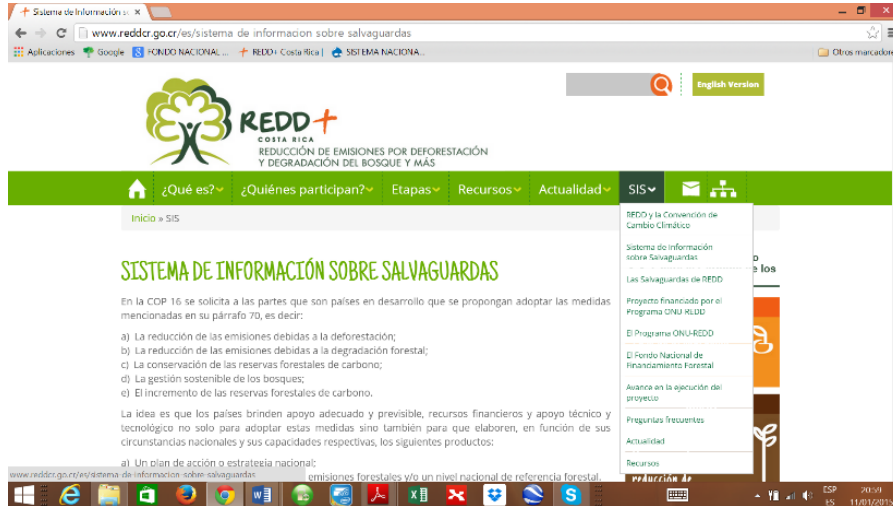 Sistema de Información so
www.reddcr.go.cr/es/sistema de informacion sobre salvaguardas
Aplicaciones Google FONDO NACIONAL ... REDD+ Costa Rica | SISTEMA NACIONA...
Otros marcadore
English Version
REDD+
COSTA RICA
REDUCCIÓN DE EMISIONES POR DEFORESTACIÓN
Y DEGRADACIÓN DEL BOSQUE Y MÁS
¿Qué es? ¿Quiénes participan? Etapas Recursos Actualidad SIS
Inicio » SIS
REDD y la Convención de
Cambio Climático
Sistema de Información
sobre Salvaguardas
Las Salvaguardas de REDD
Proyecto financiado por el
Programa ONU REDD
El Programa ONU-REDD
El Fondo Nacional de
Financiamiento Forestal
Avance en la ejecución del
proyecto
Preguntas frecuentes
Actualidad
Recursos
o
e los
SISTEMA DE INFORMACIÓN SOBRE SALVAGUARDAS
En la COP 16 se solicita a las partes que son países en desarrollo que se propongan adoptar las medidas
mencionadas en su párrafo 70, es decir:
a) La reducción de las emisiones debidas a la deforestación;
b) La reducción de las emisiones debidas a la degradación forestal;
c) La conservación de las reservas forestales de carbono;
d) La gestión sostenible de los bosques;
e) El incremento de las reservas forestales de carbono.
La idea es que los países brinden apoyo adecuado y previsible, recursos financieros y apoyo técnico y
tecnológico no solo para adoptar estas medidas sino también para que elaboren, en función de sus
circunstancias nacionales y sus capacidades respectivas, los siguientes productos:
a) Un plan de acción o estrategia nacional;
emisiones forestales y/o un nivel nacional de referencia forestal.
reducción de
www.reddcr.go.cr/es/sistema-de-informacion-sobre-salvaguardas
ESP 20:59
ES 11/01/2015